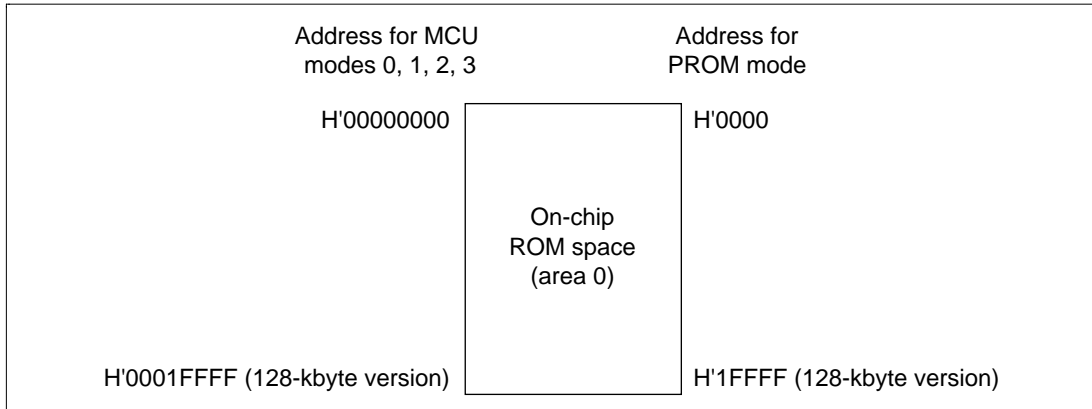 Address for MCU
modes 0, 1, 2, 3
Address for
PROM mode
H'00000000
H'0000
On-chip
ROM space
(area 0)
H'0001FFFF (128-kbyte version)
H'1FFFF (128-kbyte version)